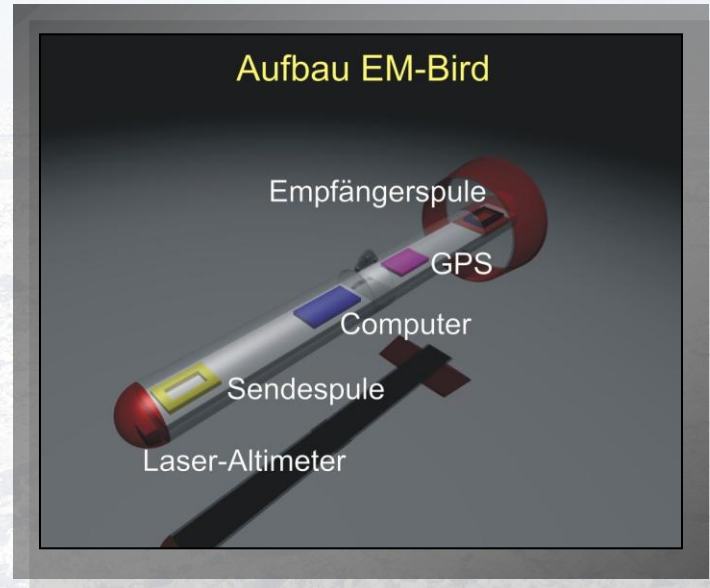 Aufbau EM-Bird
Empfängerspule
GPS
Computer
Sendespule
Laser-Altimeter